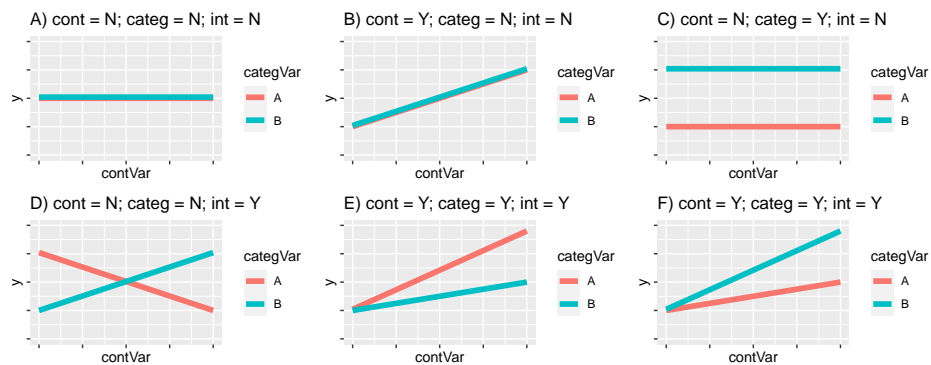 A) cont = N; categ = N; int = N
y
contVar
categVar
A
B
B) cont = Y; categ = N; int = N
y
contVar
categVar
A
B
C) cont = N; categ = Y; int = N
y
contVar
categVar
A
B
D) cont = N; categ = N; int = Y
y
contVar
categVar
A
B
E) cont = Y; categ = Y; int = Y
y
contVar
categVar
A
B
F) cont = Y; categ = Y; int = Y
y
contVar
categVar
A
B